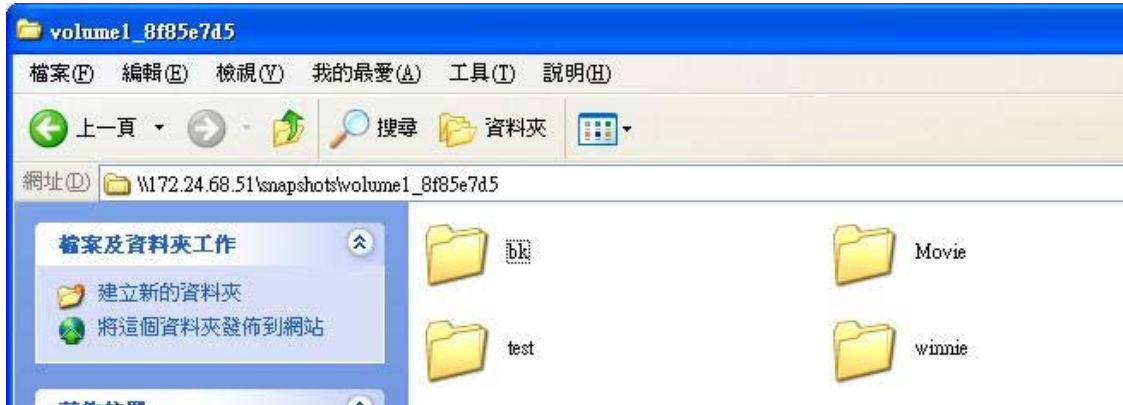 volume1_8f85e7d5
檔案(F) 編輯(E) 檢視(V) 我的最愛(A) 工具(T) 說明(H)
上一頁 搜尋 資料夾
網址(D) \\172.24.68.51\snapshots\volume1_8f85e7d5
檔案及資料夾工作
建立新的資料夾
將這個資料夾發佈到網站
bk Movie
test winnie